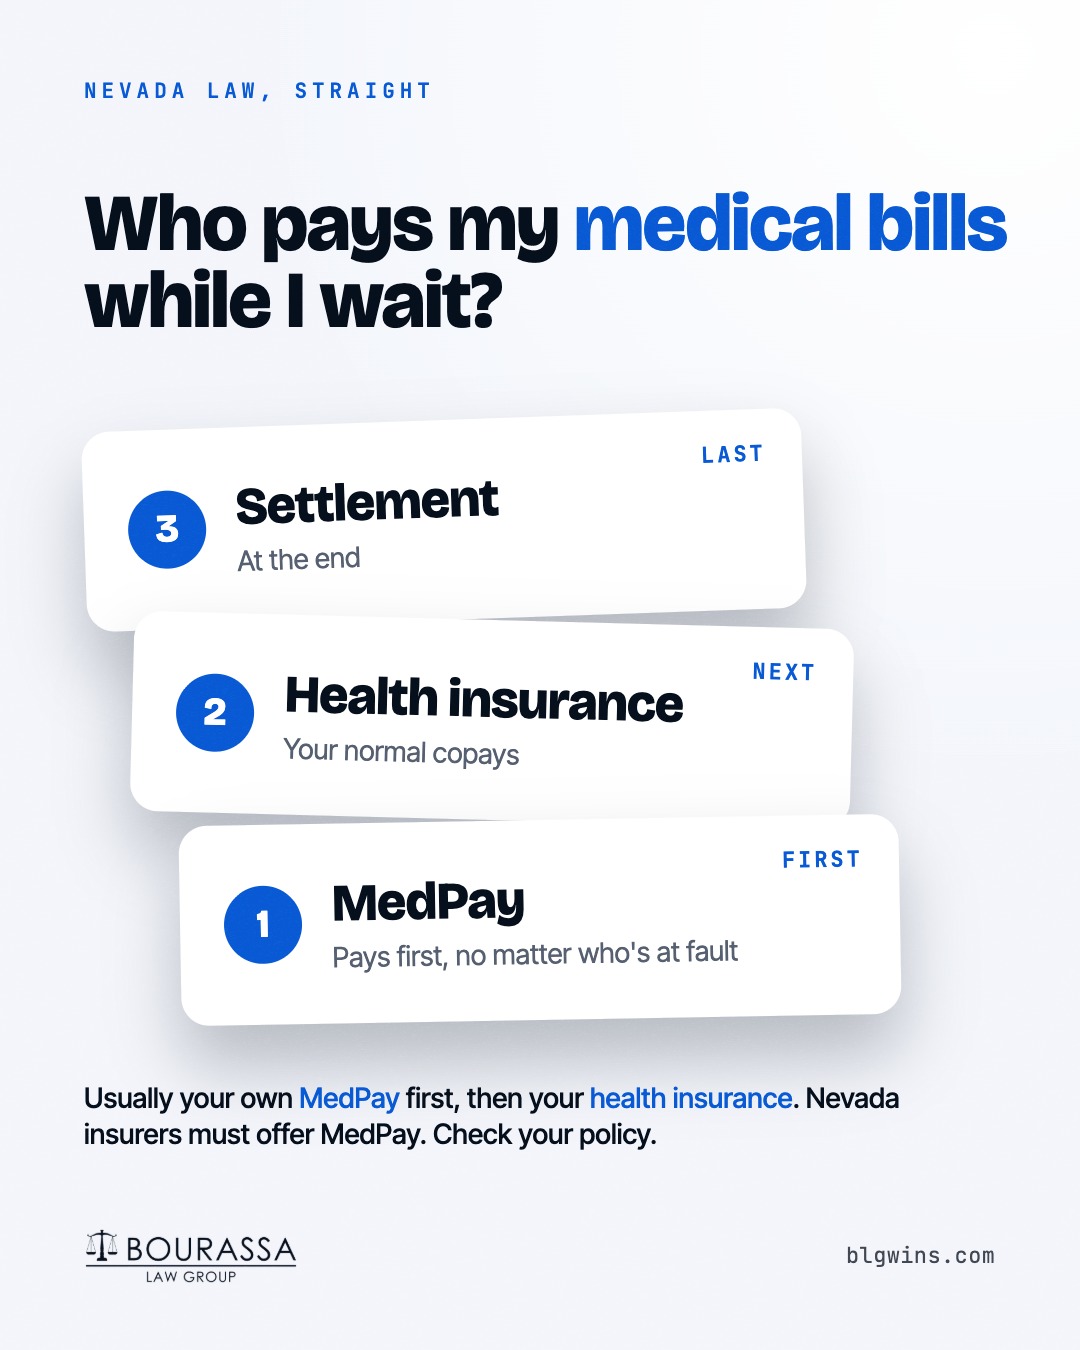 NEVADA LAW, STRAIGHT
Who pays my medical bills
while I wait?
LAST
3
Settlement
At the end
NEXT
2
Health insurance
Your normal copays
FIRST
1
MedPay
Pays first, no matter who's at fault
Usually your own MedPay first, then your health insurance. Nevada
insurers must offer MedPay. Check your policy.
BOURASSA
LAW GROUP
blgwins.com